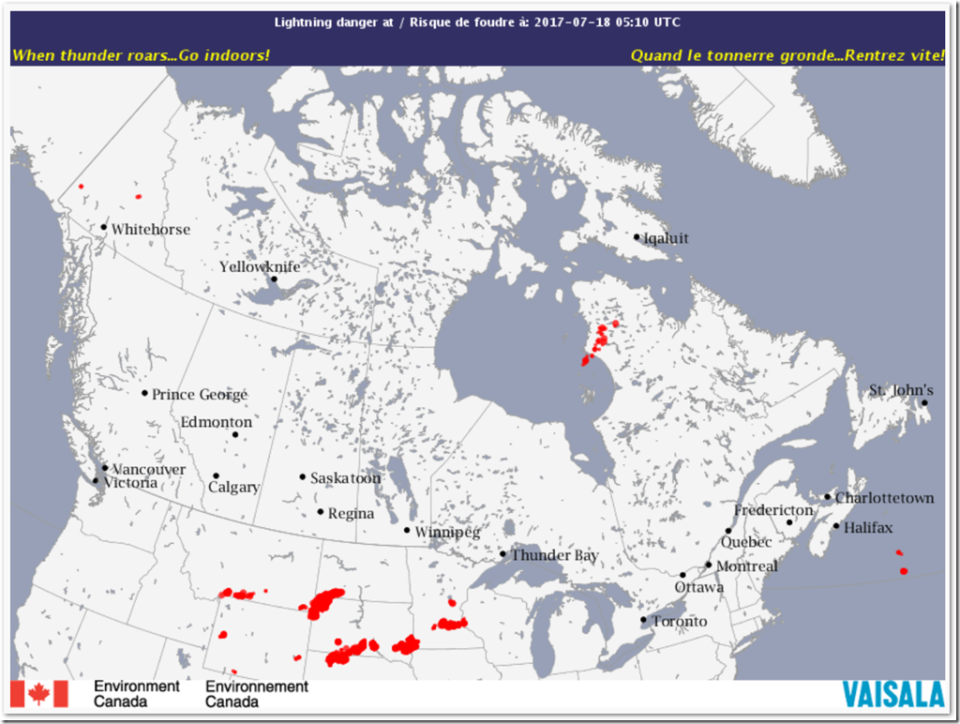 Lightning danger at / Risque de foudre à: 2017-07-18 05:10 UTC
When thunder roars...Go indoors!
Quand le tonnerre gronde...Rentrez vite!
Whitehorse
Iqaluit
Yellowknife
Prince George
St. John's
Edmonton
Vancouver
Victoria
Calgary
Saskatoon
Charlottetown
Regina
Fredericton
Halifax
Winnipeg
Quebec
Thunder Bay
Montreal
Ottawa
Toronto
Environment
Canada
Environnement
Canada
VAISALA